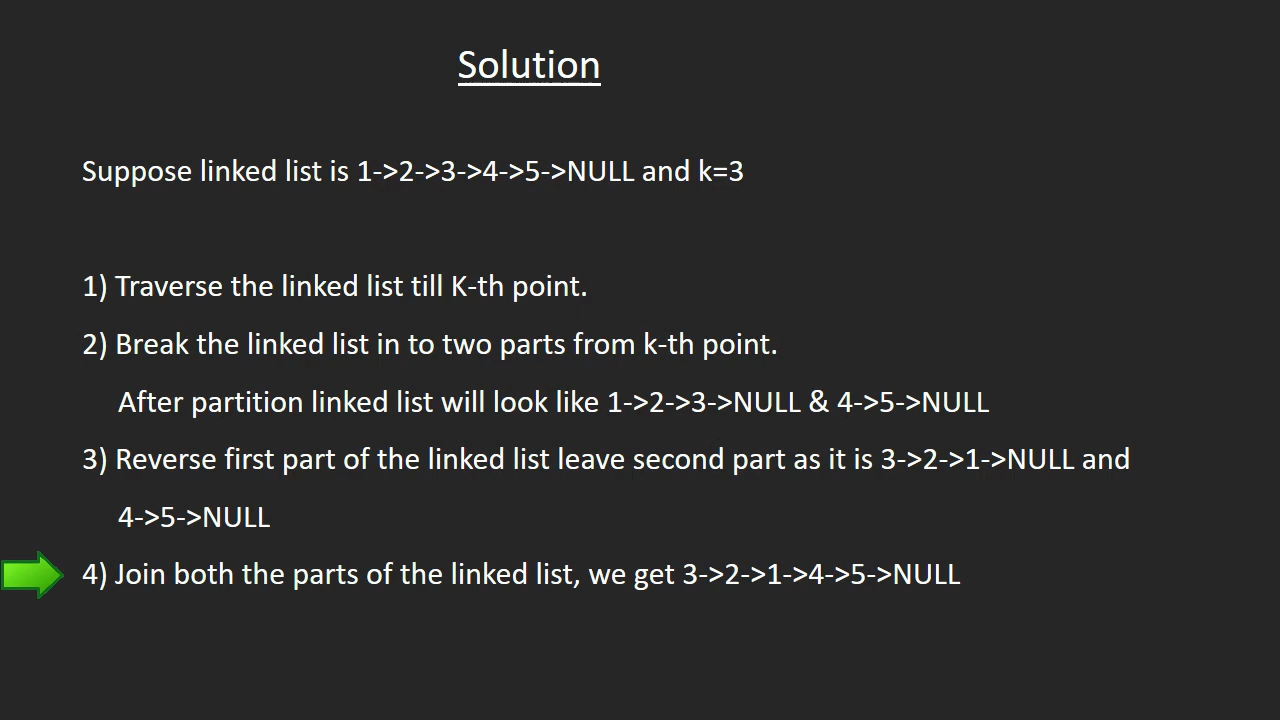 Solution
Suppose linked list is 1->2->3->4->5->NULL and k=3
1) Traverse the linked list till K-th point.
2) Break the linked list in to two parts from k-th point.
After partition linked list will look like 1->2->3->NULL & 4->5->NULL
3) Reverse first part of the linked list leave second part as it is 3->2->1->NULL and
4->5->NULL
4) Join both the parts of the linked list, we get 3->2->1->4->5->NULL